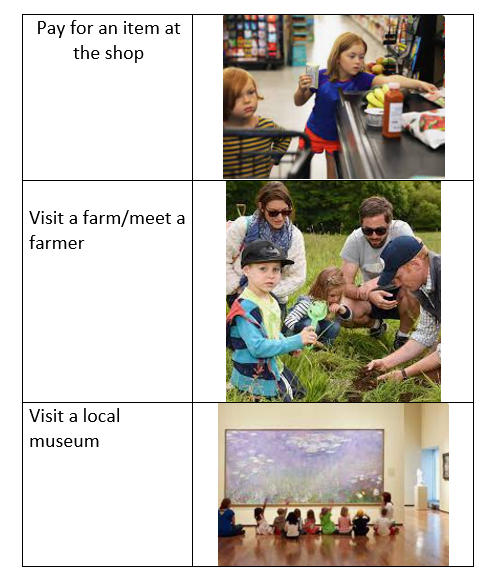 Pay for an item at
the shop
Visit a farm/meet a
farmer
Visit a local
museum